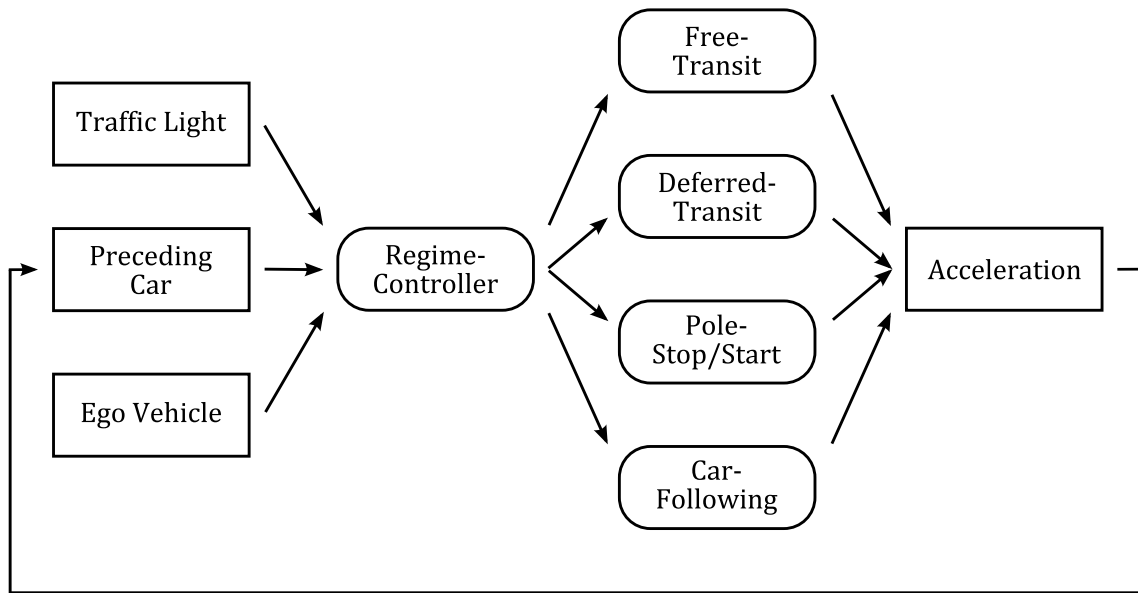 Traffic Light
Preceding
Car
Ego Vehicle
Regime-
Controller
Free-
Transit
Deferred-
Transit
Pole-
Stop/Start
Car-
Following
Acceleration